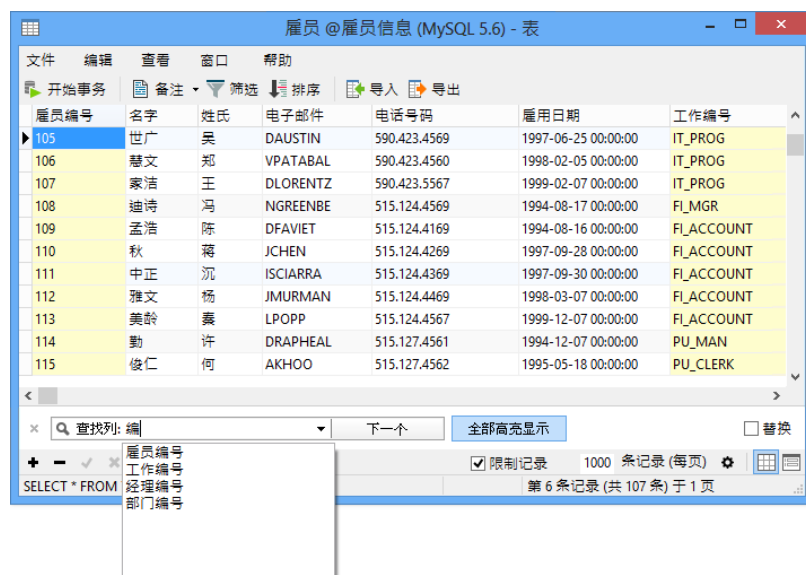 雇员 @雇员信息 (MySQL 5.6) - 表
文件 编辑 查看 窗口 帮助
开始事务 备注 筛选 排序 导入 导出
雇员编号 名字 姓氏 电子邮件 电话号码 雇用日期 工作编号
105 世广 吴 DAUSTIN 590.423.4569 1997-06-25 00:00:00 IT_PROG
106 慧文 郑 VPATABAL 590.423.4560 1998-02-05 00:00:00 IT_PROG
107 家洁 王 DLORENTZ 590.423.5567 1999-02-07 00:00:00 IT_PROG
108 迪诗 冯 NGREENBE 515.124.4569 1994-08-17 00:00:00 FI_MGR
109 孟浩 陈 DFAVIET 515.124.4169 1994-08-16 00:00:00 FI_ACCOUNT
110 秋 蒋 JCHEN 515.124.4269 1997-09-28 00:00:00 FI_ACCOUNT
111 中正 沉 ISCIARRA 515.124.4369 1997-09-30 00:00:00 FI_ACCOUNT
112 雅文 杨 JMURMAN 515.124.4469 1998-03-07 00:00:00 FI_ACCOUNT
113 美龄 秦 LPOPP 515.124.4567 1999-12-07 00:00:00 FI_ACCOUNT
114 勤 许 DRAPHEAL 515.127.4561 1994-12-07 00:00:00 PU_MAN
115 俊仁 何 AKHOO 515.127.4562 1995-05-18 00:00:00 PU_CLERK
查找列: 编 下一个 全部高亮显示 替换
雇员编号
工作编号
经理编号
部门编号
限制记录 1000 条记录 (每页)
SELECT * FROM 第 6 条记录 (共 107 条) 于 1 页